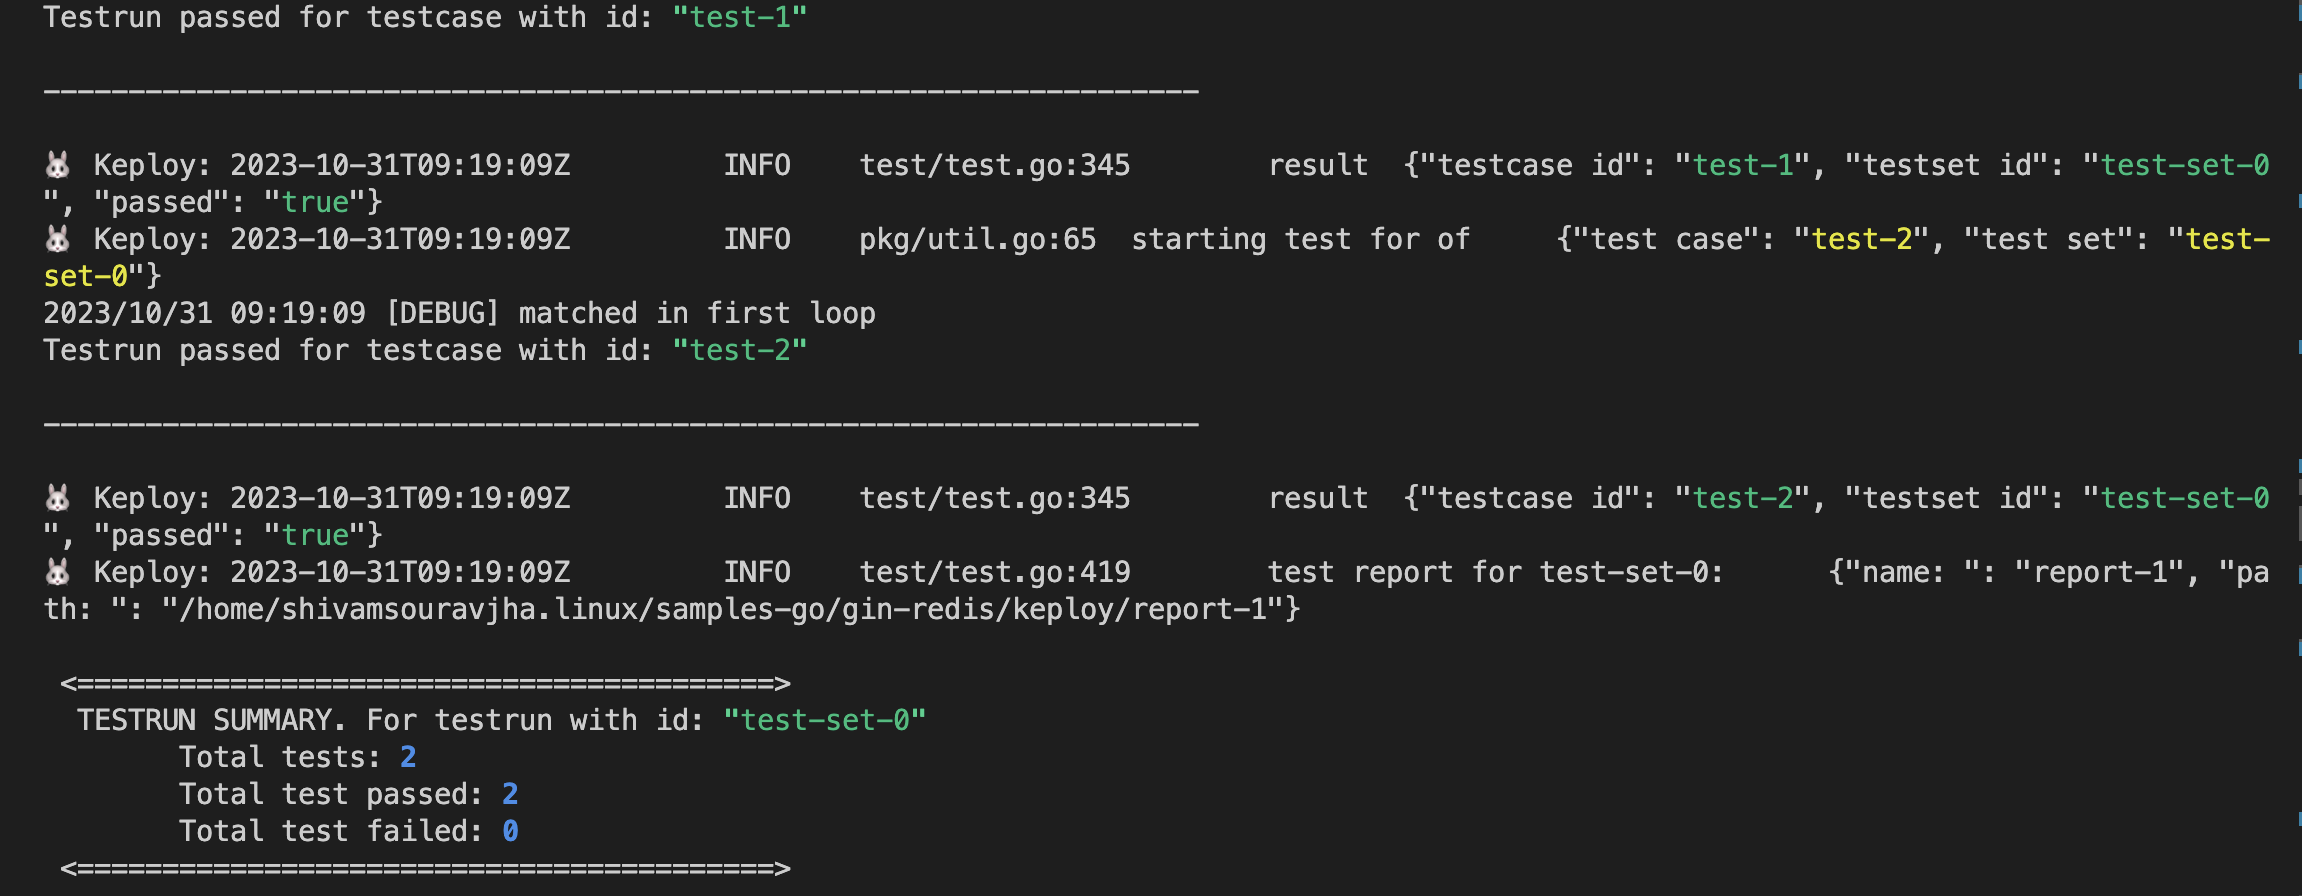 Testrun passed for testcase with id: "test-1"
--------------------------------------------------------------------
🐰 Keploy: 2023-10-31T09:19:09Z INFO test/test.go:345 result {"testcase id": "test-1", "testset id": "test-set-0
", "passed": "true"}
🐰 Keploy: 2023-10-31T09:19:09Z INFO pkg/util.go:65 starting test for of {"test case": "test-2", "test set": "test-
set-0"}
2023/10/31 09:19:09 [DEBUG] matched in first loop
Testrun passed for testcase with id: "test-2"
--------------------------------------------------------------------
🐰 Keploy: 2023-10-31T09:19:09Z INFO test/test.go:345 result {"testcase id": "test-2", "testset id": "test-set-0
", "passed": "true"}
🐰 Keploy: 2023-10-31T09:19:09Z INFO test/test.go:419 test report for test-set-0: {"name: ": "report-1", "pa
th: ": "/home/shivamsouravjha.linux/samples-go/gin-redis/keploy/report-1"}
<=========================================>
TESTRUN SUMMARY. For testrun with id: "test-set-0"
Total tests: 2
Total test passed: 2
Total test failed: 0
<=========================================>